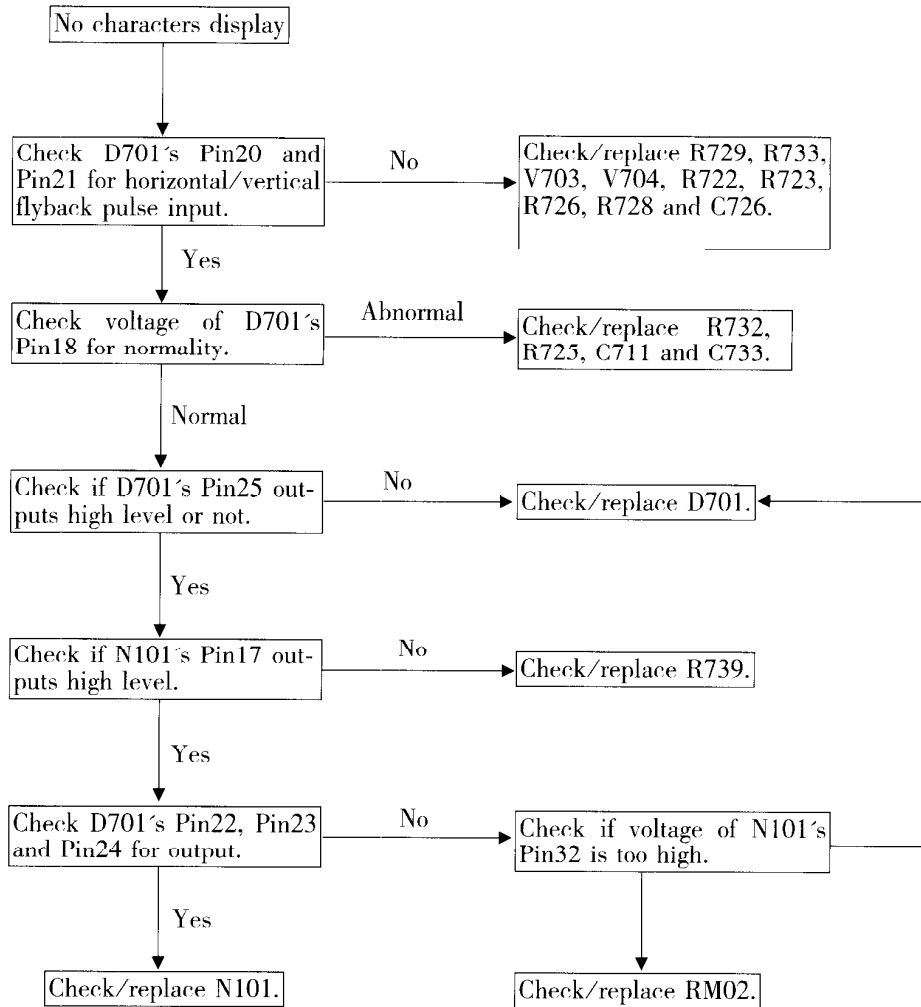 No characters display
Check D701´s Pin20 and
Pin21 for horizontal/vertical
flyback pulse input.
No
Check/replace R729, R733,
V703, V704, R722, R723,
R726, R728 and C726.
Yes
Check voltage of D701´s
Pin18 for normality.
Abnormal
Check/replace R732,
R725, C711 and C733.
Normal
Check if D701´s Pin25 out-
puts high level or not.
No
Check/replace D701.
Yes
Check if N101´s Pin17 out-
puts high level.
No
Check/replace R739.
Yes
Check D701´s Pin22, Pin23
and Pin24 for output.
No
Check if voltage of N101´s
Pin32 is too high.
Yes
Check/replace N101.
Check/replace RM02.